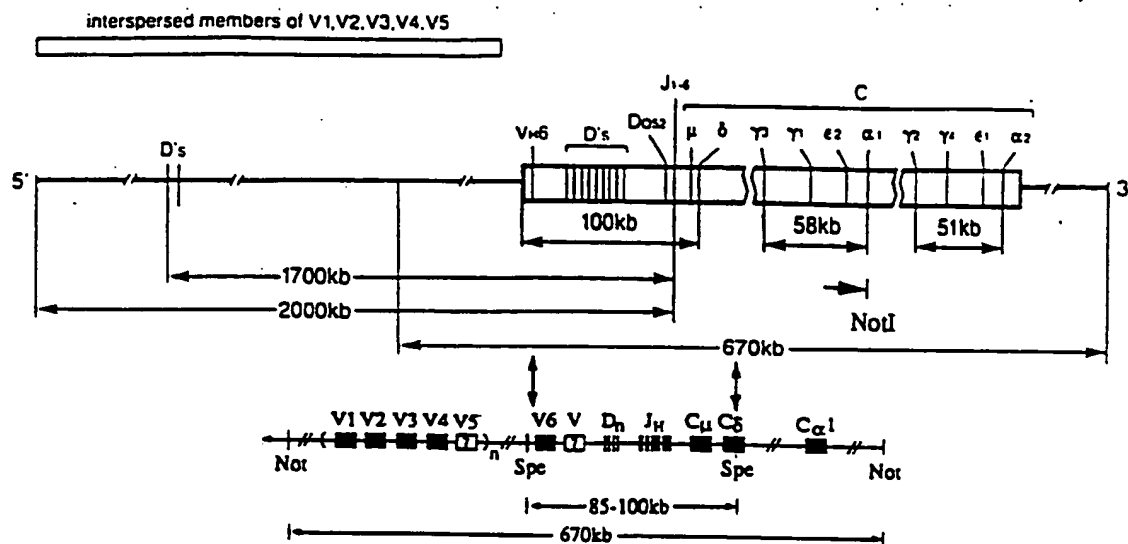 interspersed members of V1,V2,V3,V4,V5
J1-6 C
VH6 D's DQ52 μ δ γ3 γ1 ε2 α1 γ2 γ4 ε1 α2
D's
5' 3
100kb 58kb 51kb
1700kb
2000kb NotI
670kb
V1 V2 V3 V4 V5 V6 V Dn JH Cμ Cδ Cα1
? ?
n
Not Spe Spe Not
85-100kb
670kb